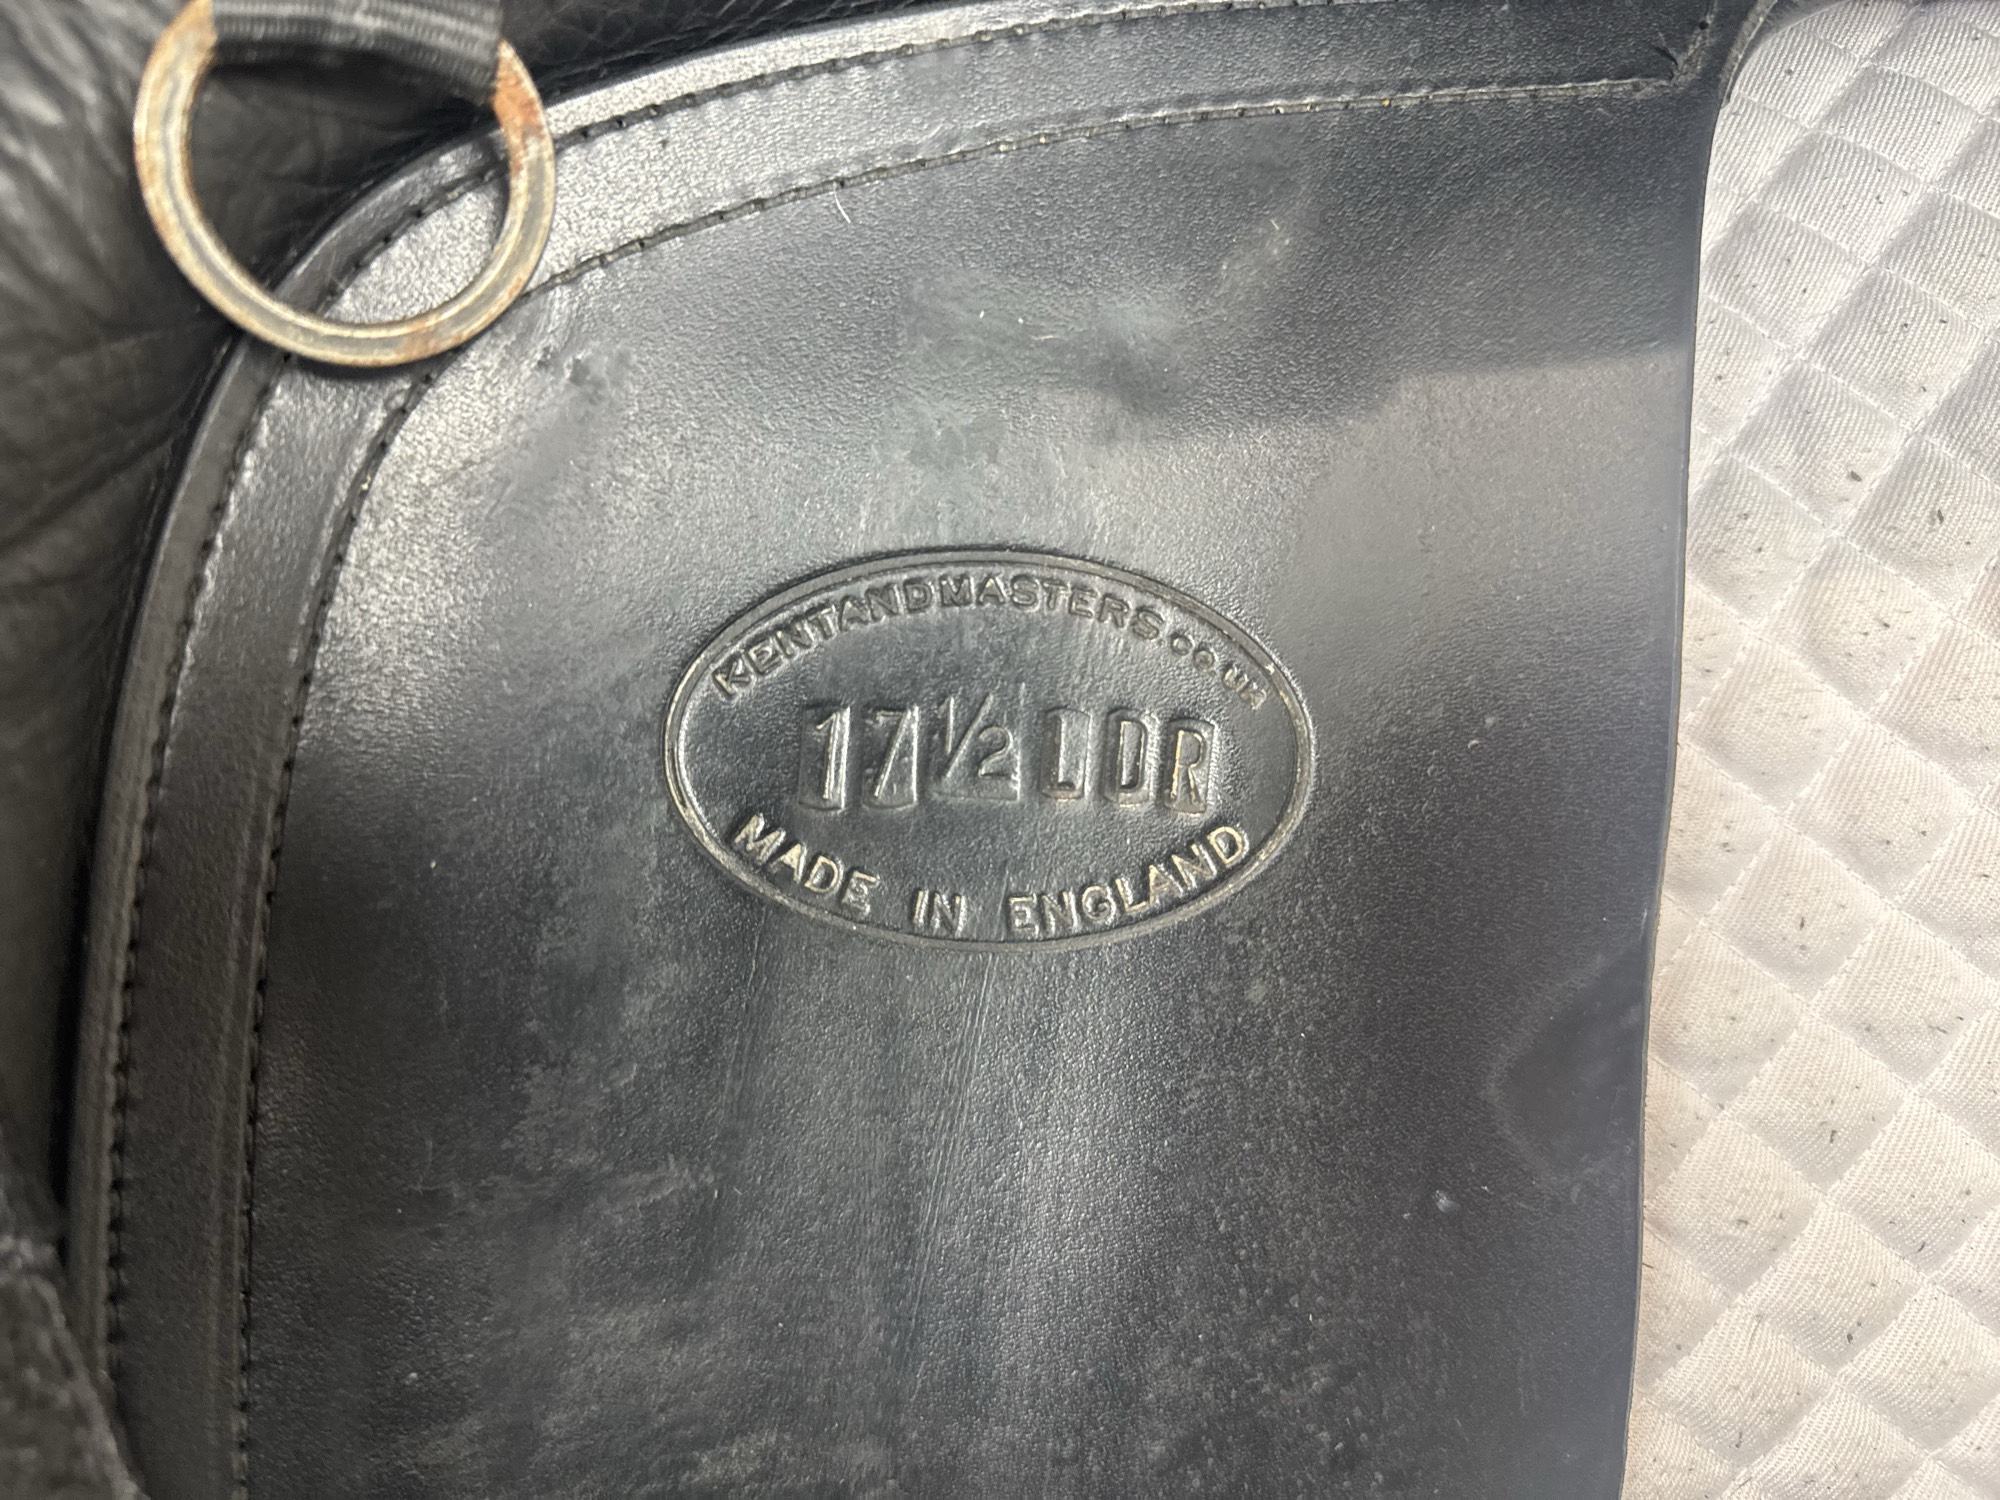 KENTANDMASTERS.CO.UK
17½ LDR
MADE IN ENGLAND